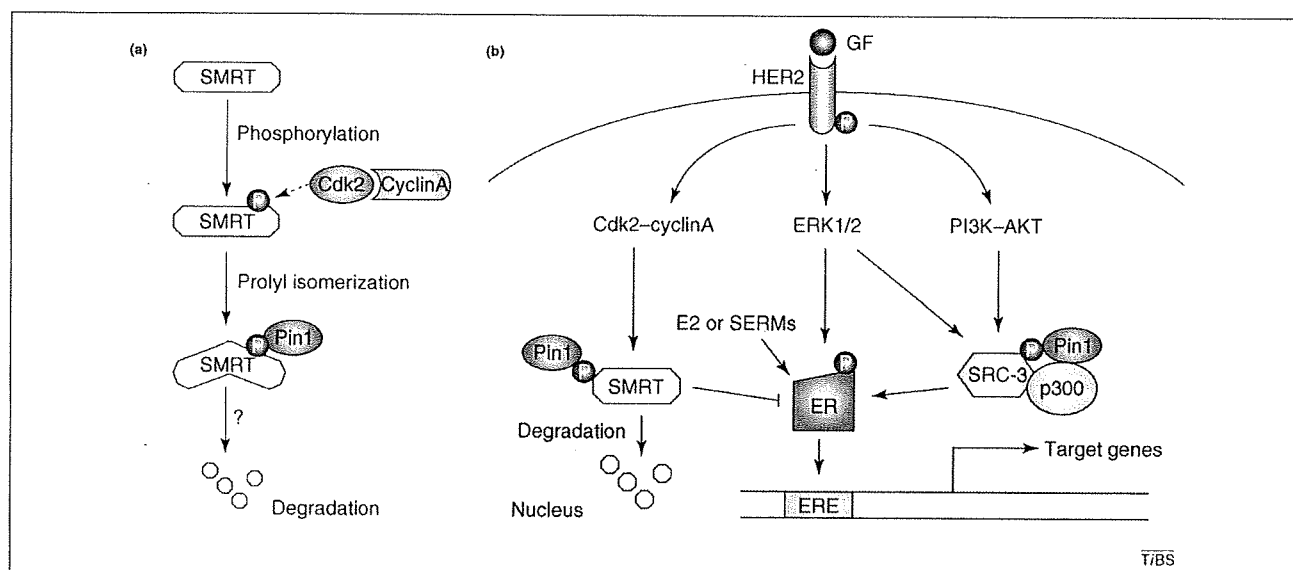 (a)
SMRT
Phosphorylation
P
Cdk2
CyclinA
SMRT
Prolyl isomerization
P
Pin1
SMRT
?
Degradation
(b)
GF
HER2
P
Cdk2–cyclinA
ERK1/2
PI3K–AKT
E2 or SERMs
Pin1
P
SMRT
P
ER
P
Pin1
SRC-3
p300
Degradation
Target genes
Nucleus
ERE
TiBS